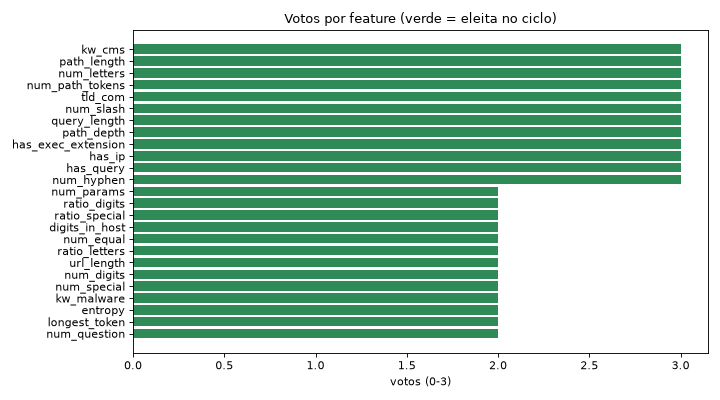 Votos por feature (verde = eleita no ciclo)
kw_cms
path_length
num_letters
num_path_tokens
tld_com
num_slash
query_length
path_depth
has_exec_extension
has_ip
has_query
num_hyphen
num_params
ratio_digits
ratio_special
digits_in_host
num_equal
ratio_letters
url_length
num_digits
num_special
kw_malware
entropy
longest_token
num_question
0.0 0.5 1.0 1.5 2.0 2.5 3.0
votos (0-3)